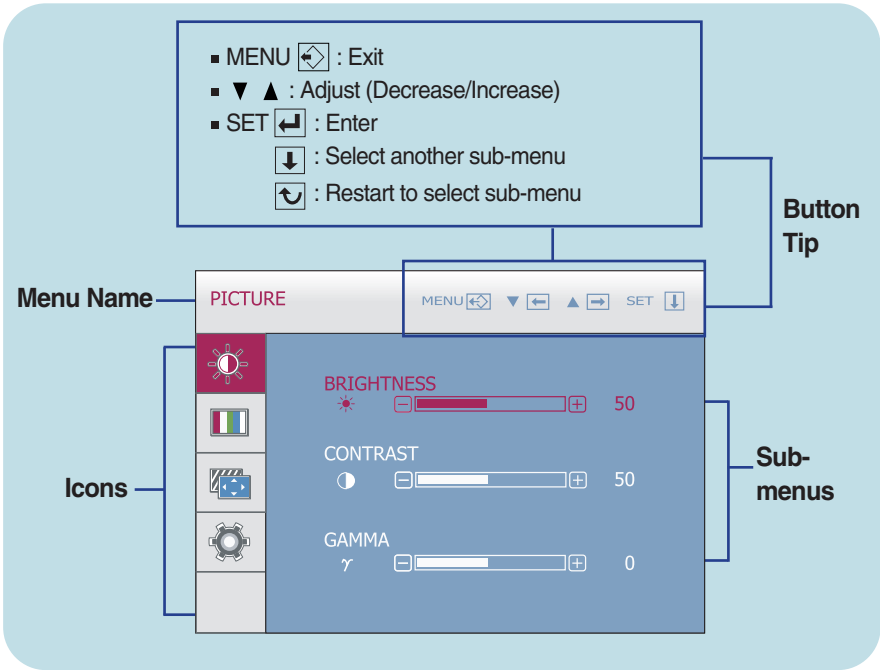 MENU : Exit
▼ ▲ : Adjust (Decrease/Increase)
SET : Enter
: Select another sub-menu
: Restart to select sub-menu
Button
Tip
Menu Name
PICTURE
MENU ▼ ▲ SET
BRIGHTNESS
50
CONTRAST
50
GAMMA
γ 0
Icons
Sub-
menus